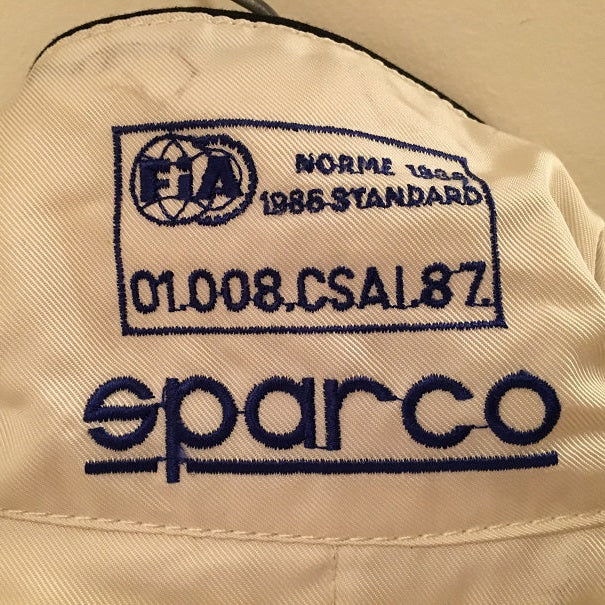 FiA
NORME 1986
1986 STANDARD
01.008.CSAI.87.
sparco